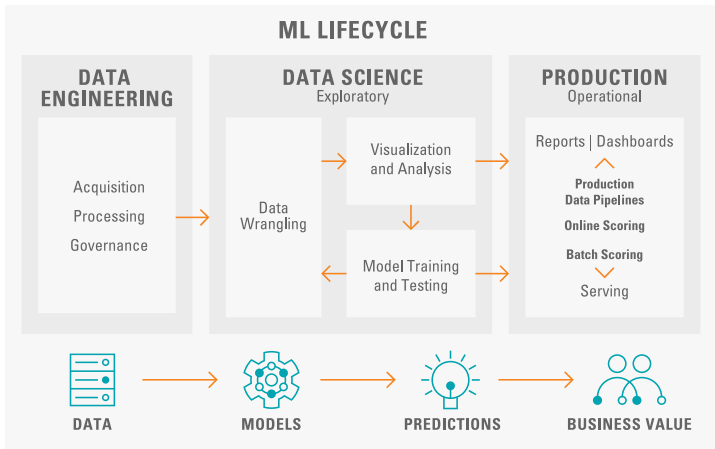 ML LIFECYCLE
DATA
ENGINEERING
Acquisition
Processing
Governance
DATA SCIENCE
Exploratory
Data
Wrangling
Visualization
and Analysis
Model Training
and Testing
PRODUCTION
Operational
Reports | Dashboards
Production
Data Pipelines
Online Scoring
Batch Scoring
Serving
DATA
MODELS
PREDICTIONS
BUSINESS VALUE